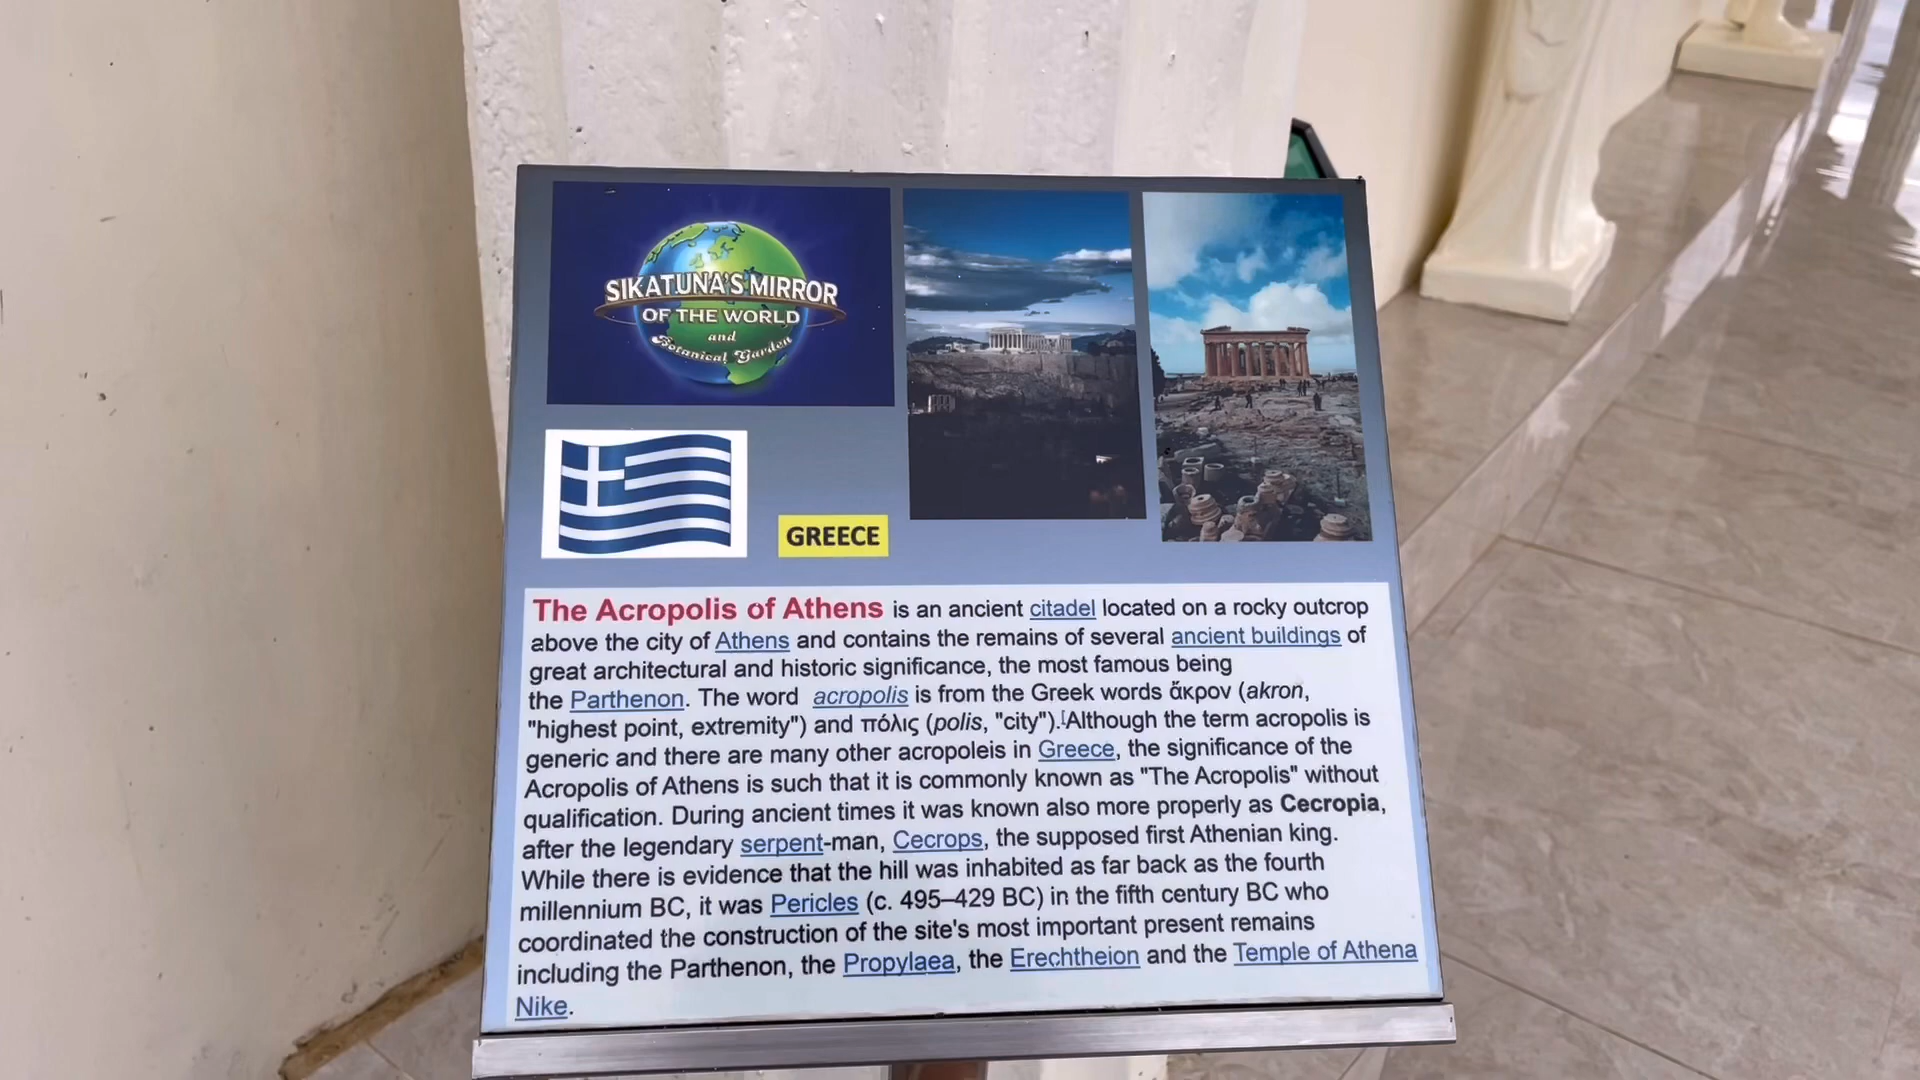 SIKATUNA'S MIRROR
OF THE WORLD
and
Botanical Garden
GREECE
The Acropolis of Athens is an ancient citadel located on a rocky outcrop
above the city of Athens and contains the remains of several ancient buildings of
great architectural and historic significance, the most famous being
the Parthenon. The word acropolis is from the Greek words ἄκρον (akron,
"highest point, extremity") and πόλις (polis, "city").[Although the term acropolis is
generic and there are many other acropoleis in Greece, the significance of the
Acropolis of Athens is such that it is commonly known as "The Acropolis" without
qualification. During ancient times it was known also more properly as Cecropia,
after the legendary serpent-man, Cecrops, the supposed first Athenian king.
While there is evidence that the hill was inhabited as far back as the fourth
millennium BC, it was Pericles (c. 495–429 BC) in the fifth century BC who
coordinated the construction of the site's most important present remains
including the Parthenon, the Propylaea, the Erechtheion and the Temple of Athena
Nike.